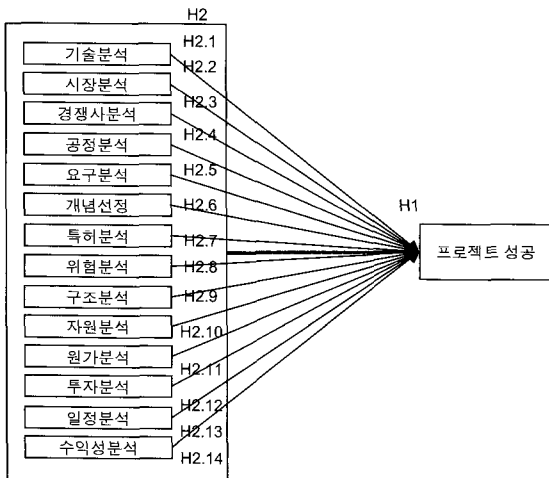 H2
H2.1
기술분석
H2.2
시장분석
H2.3
경쟁사분석
H2.4
공정분석
H2.5
요구분석
H2.6
개념선정
H1
특허분석
H2.7
프로젝트 성공
위험분석
H2.8
구조분석
H2.9
자원분석
H2.10
원가분석
H2.11
투자분석
H2.12
일정분석
H2.13
수익성분석
H2.14